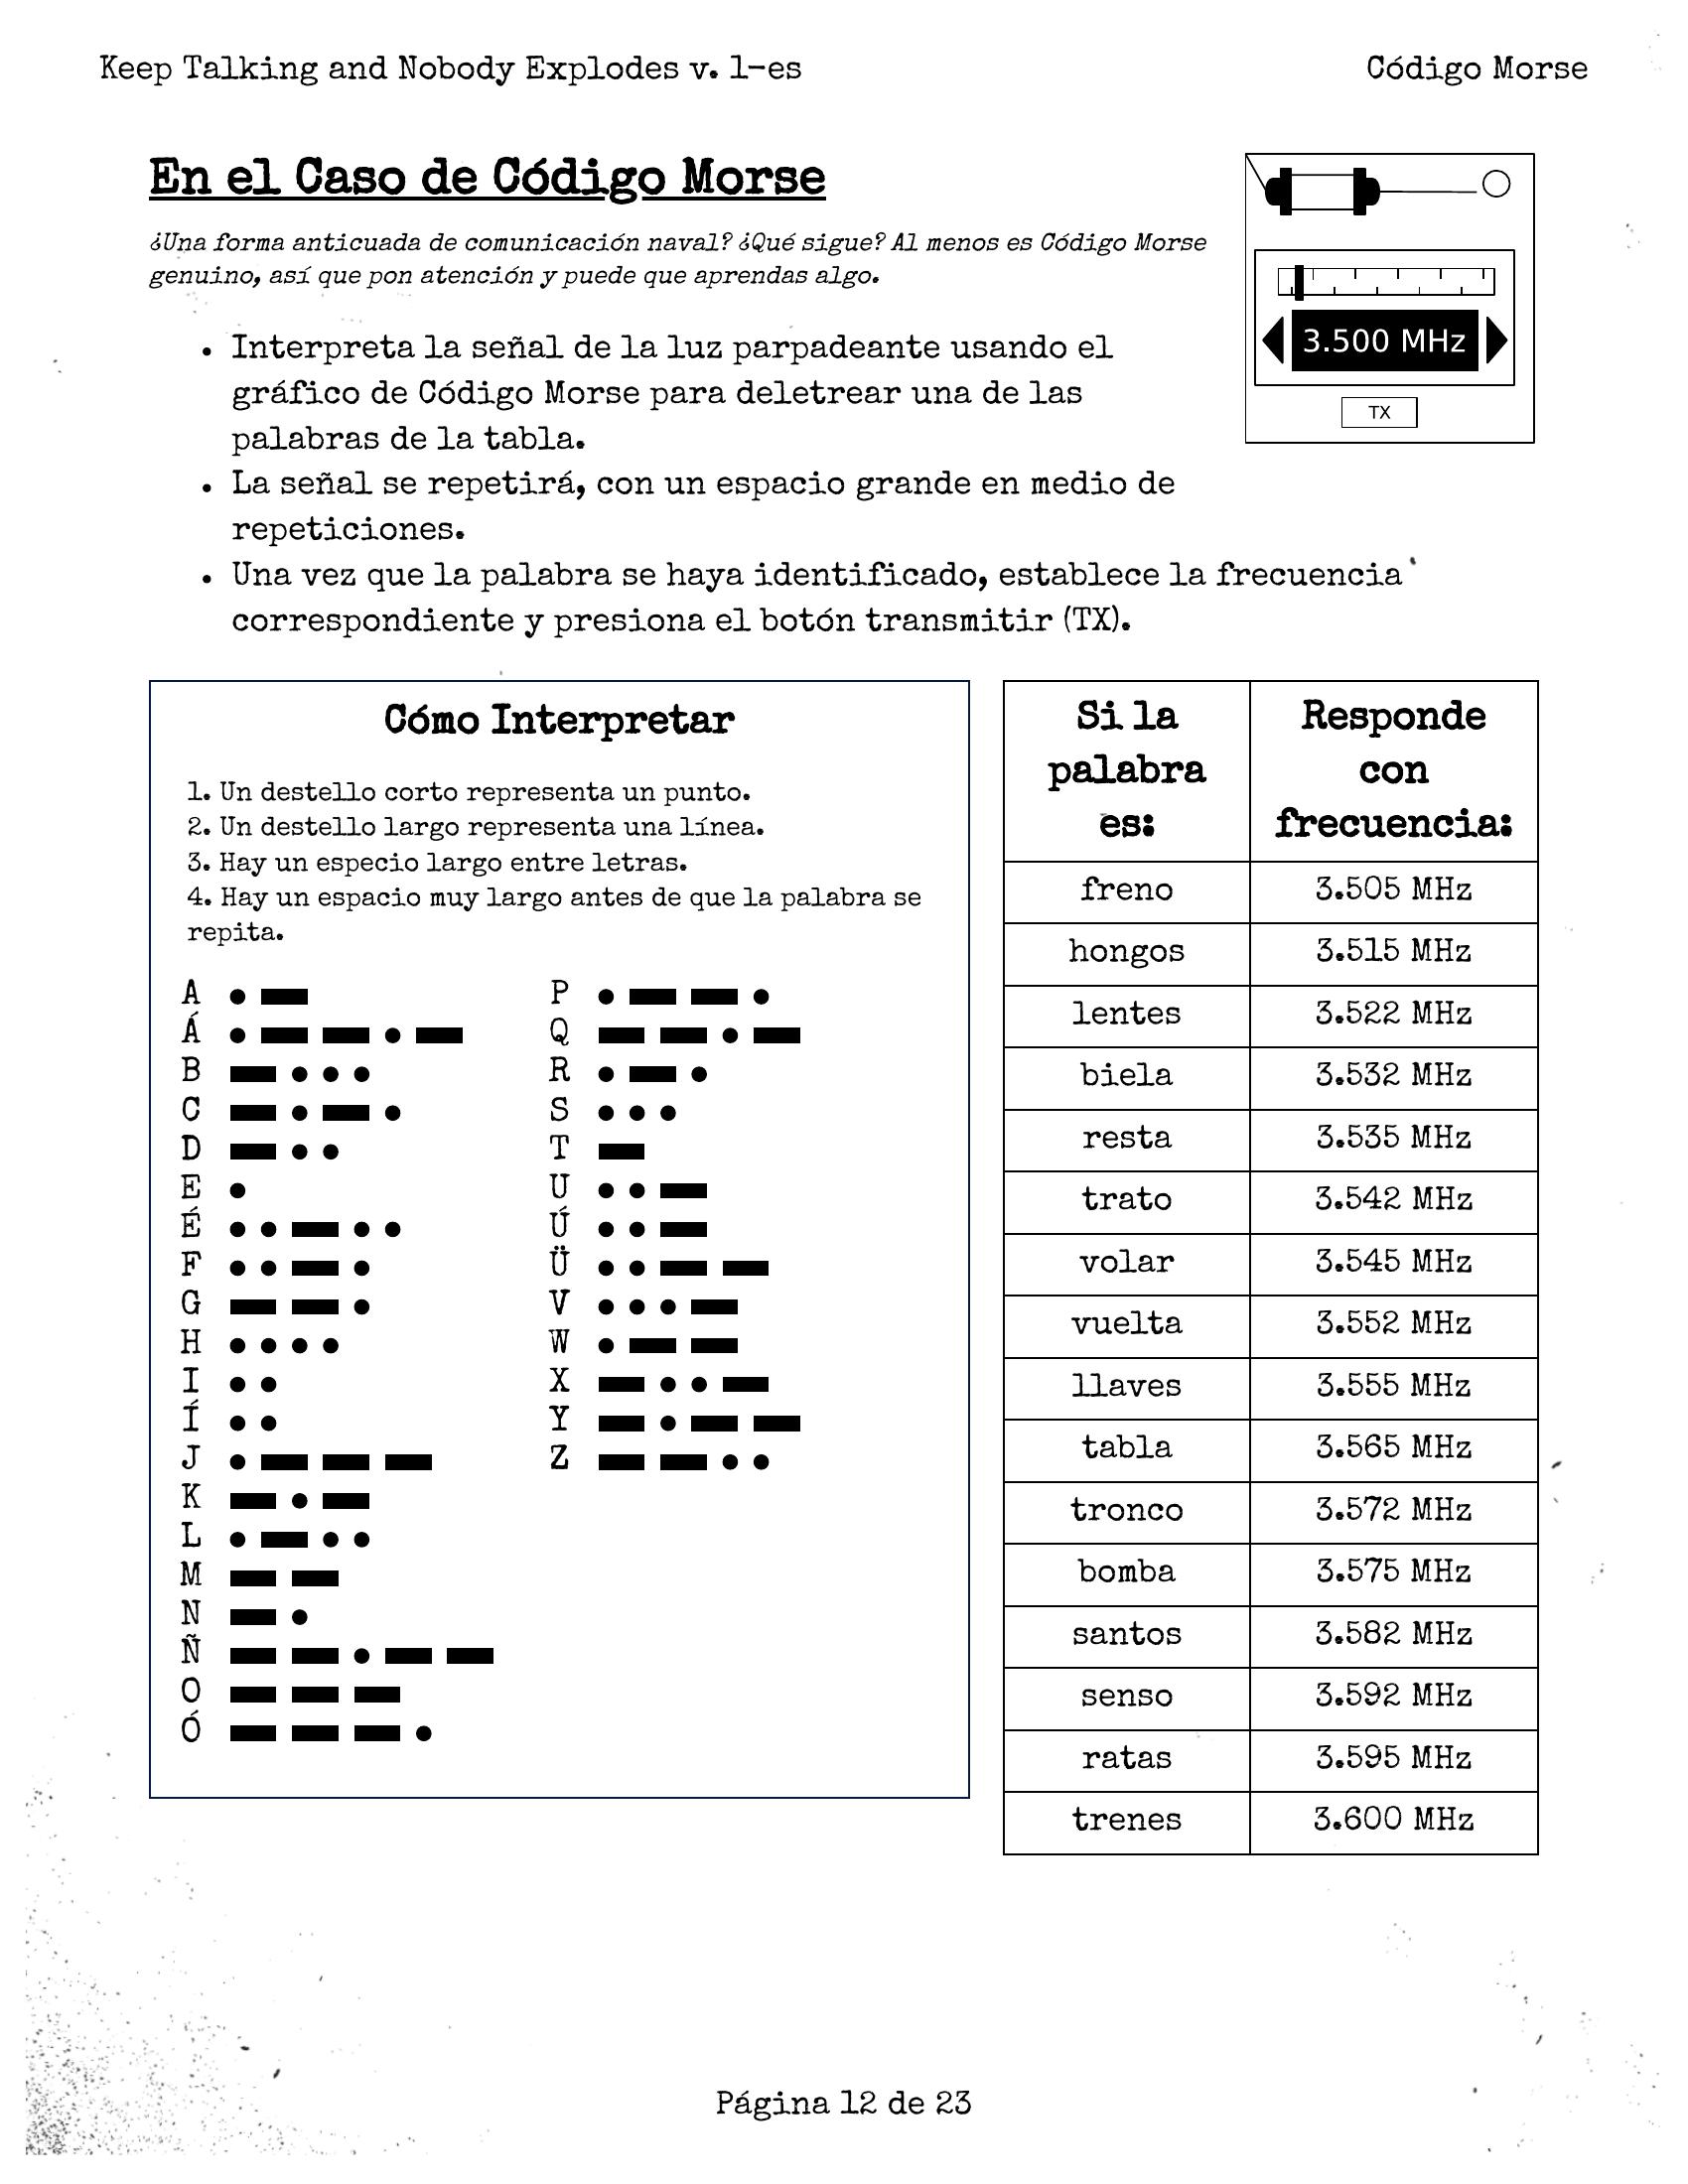 Keep Talking and Nobody Explodes v. 1-es
Código Morse
En el Caso de Código Morse
¿Una forma anticuada de comunicación naval? ¿Qué sigue? Al menos es Código Morse
genuino, así que pon atención y puede que aprendas algo.
3.500 MHz
TX
• Interpreta la señal de la luz parpadeante usando el
gráfico de Código Morse para deletrear una de las
palabras de la tabla.
• La señal se repetirá, con un espacio grande en medio de
repeticiones.
• Una vez que la palabra se haya identificado, establece la frecuencia
correspondiente y presiona el botón transmitir (TX).
Cómo Interpretar
1. Un destello corto representa un punto.
2. Un destello largo representa una línea.
3. Hay un especio largo entre letras.
4. Hay un espacio muy largo antes de que la palabra se
repita.
A
Á
B
C
D
E
É
F
G
H
I
Í
J
K
L
M
N
Ñ
O
Ó
P
Q
R
S
T
U
Ú
Ü
V
W
X
Y
Z
Si la
palabra
es:
Responde
con
frecuencia:
freno 3.505 MHz
hongos 3.515 MHz
lentes 3.522 MHz
biela 3.532 MHz
resta 3.535 MHz
trato 3.542 MHz
volar 3.545 MHz
vuelta 3.552 MHz
llaves 3.555 MHz
tabla 3.565 MHz
tronco 3.572 MHz
bomba 3.575 MHz
santos 3.582 MHz
senso 3.592 MHz
ratas 3.595 MHz
trenes 3.600 MHz
Página 12 de 23